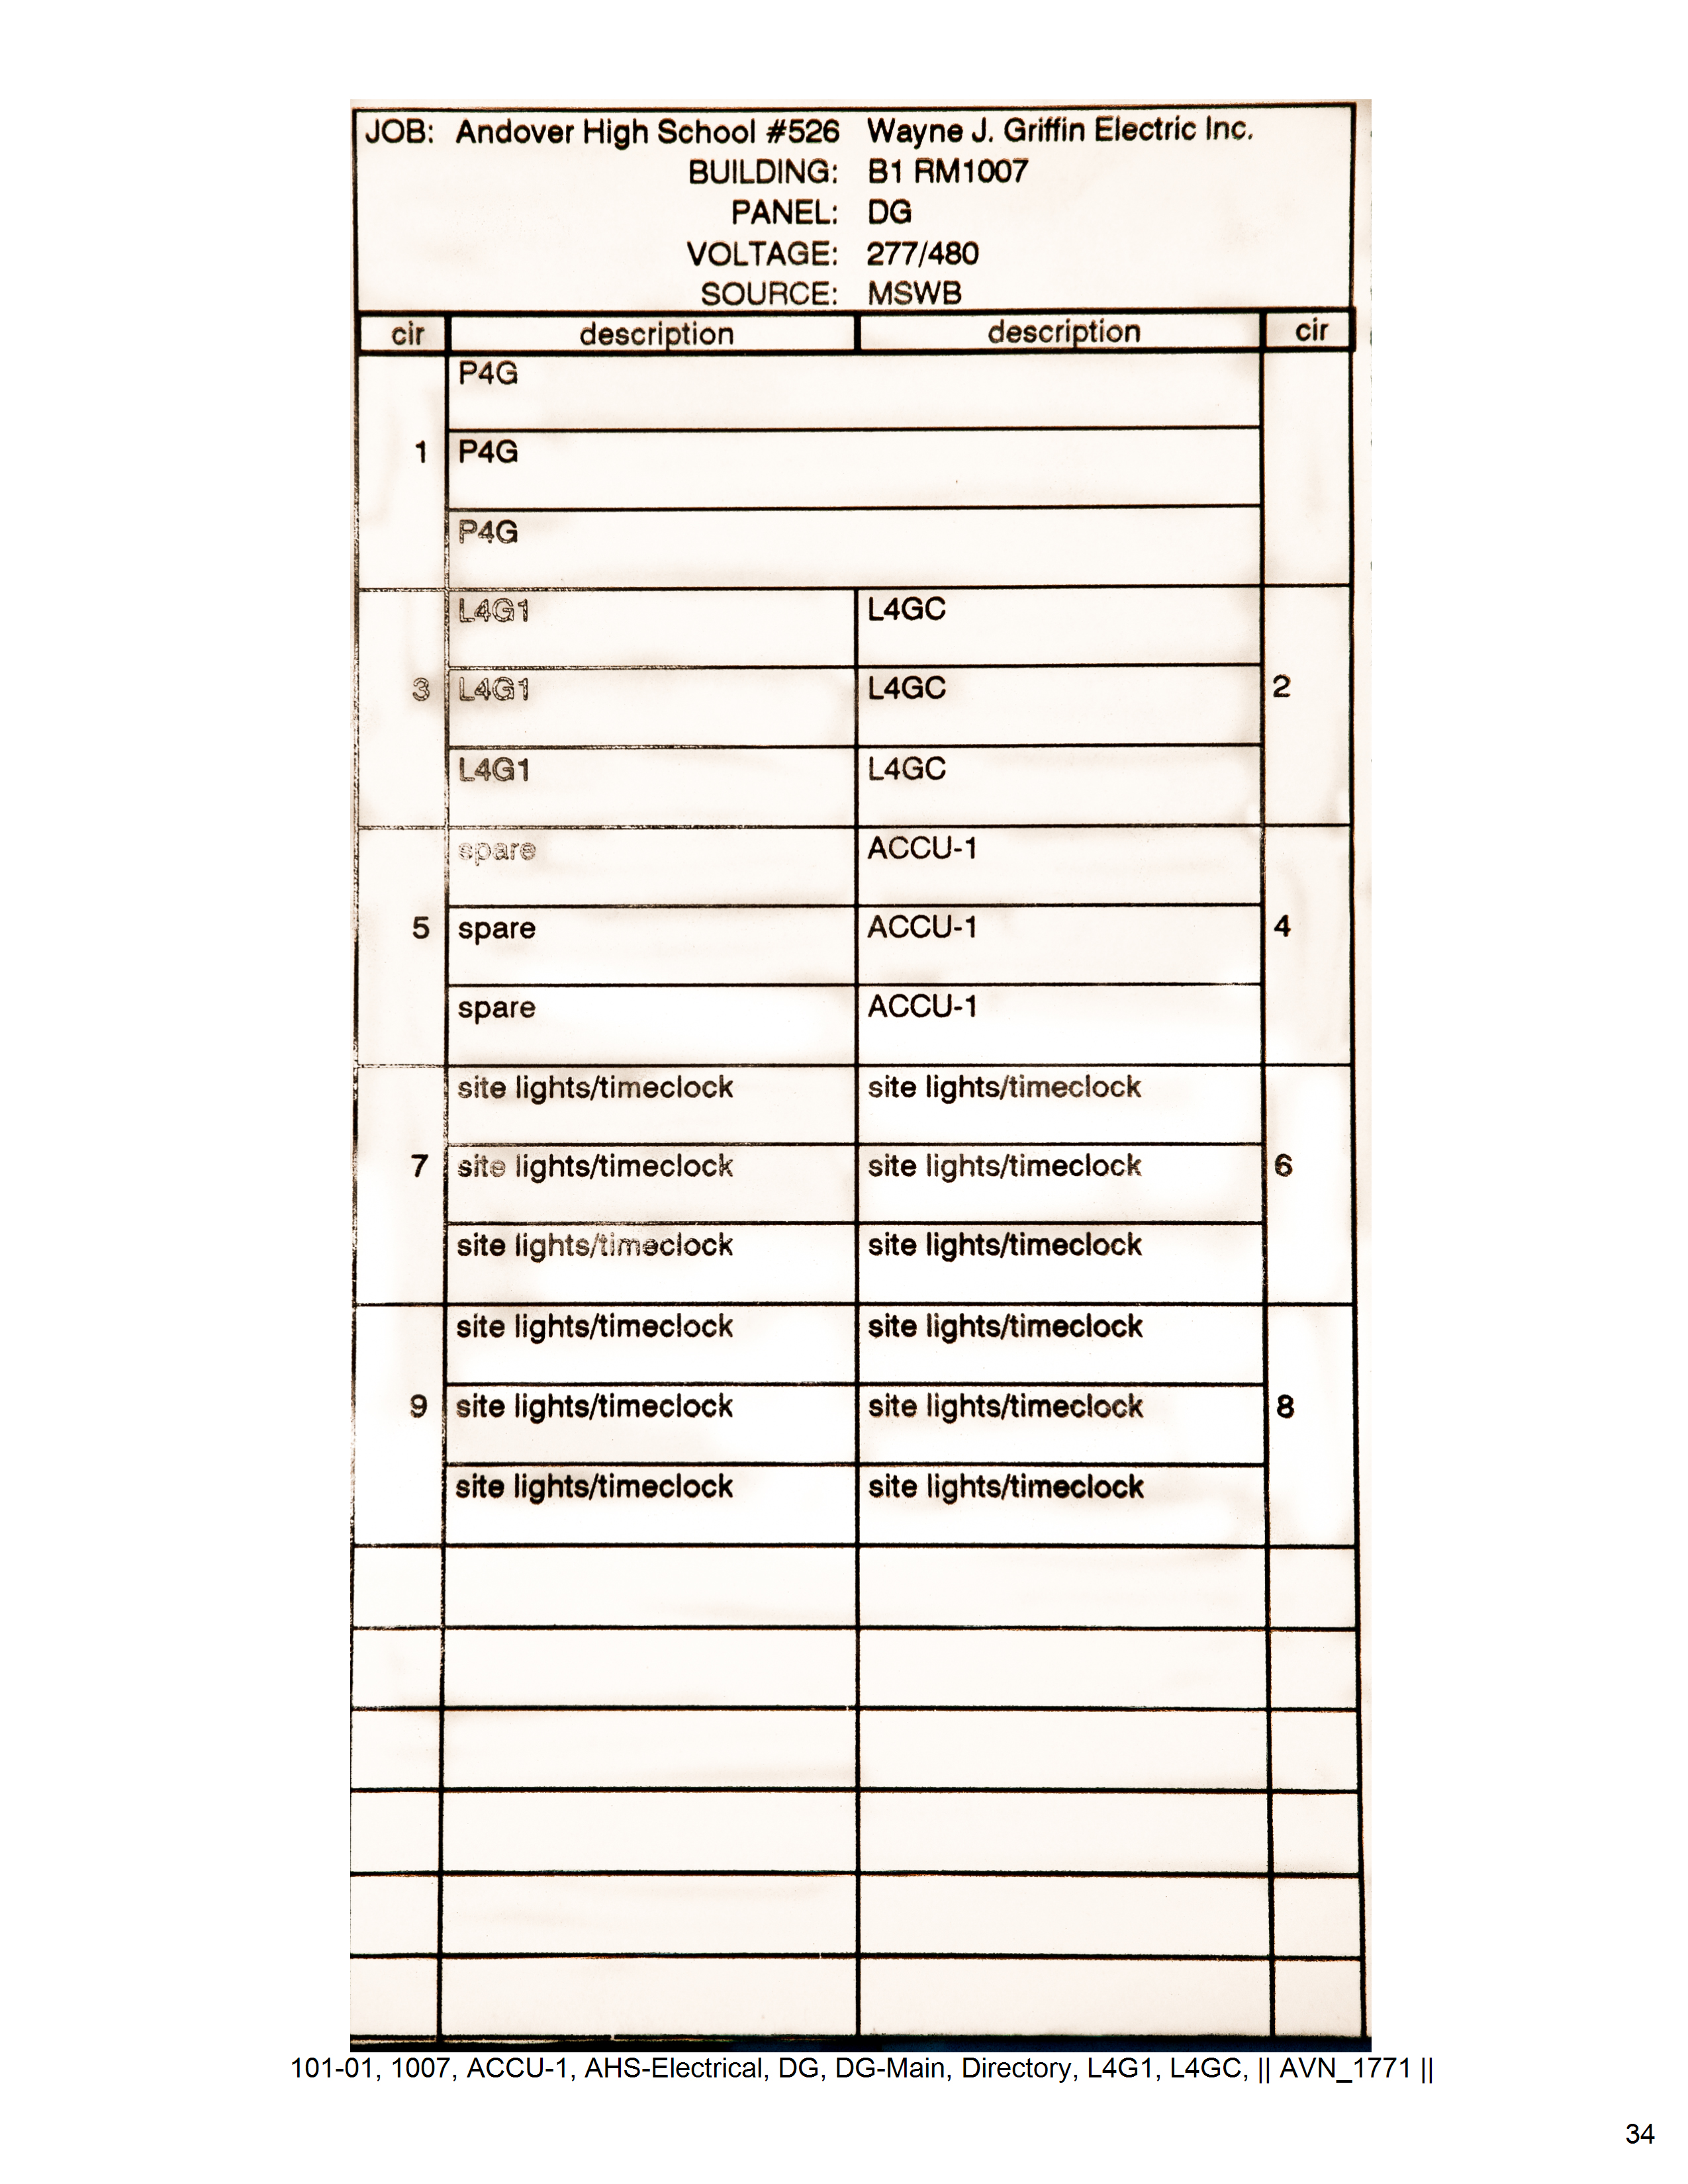 JOB: Andover High School #526 Wayne J. Griffin Electric Inc.
BUILDING: B1 RM1007
PANEL: DG
VOLTAGE: 277/480
SOURCE: MSWB
cir description description cir
P4G
1 P4G
P4G
L4G1 L4GC
3 L4G1 L4GC 2
L4G1 L4GC
spare ACCU-1
5 spare ACCU-1 4
spare ACCU-1
site lights/timeclock site lights/timeclock
7 site lights/timeclock site lights/timeclock 6
site lights/timeclock site lights/timeclock
site lights/timeclock site lights/timeclock
9 site lights/timeclock site lights/timeclock 8
site lights/timeclock site lights/timeclock
101-01, 1007, ACCU-1, AHS-Electrical, DG, DG-Main, Directory, L4G1, L4GC, || AVN_1771 ||
34